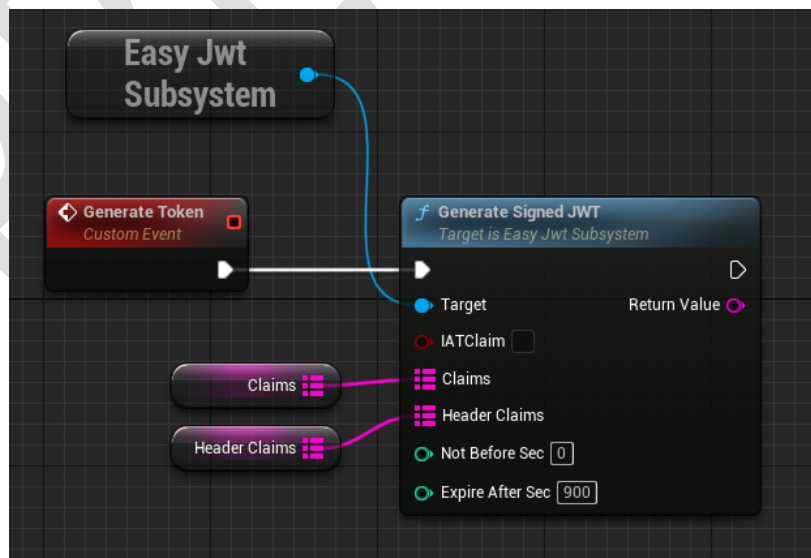 Easy Jwt
Subsystem
Generate Token
Custom Event
Generate Signed JWT
Target is Easy Jwt Subsystem
Target
Return Value
IATClaim
Claims
Claims
Header Claims
Header Claims
Not Before Sec 0
Expire After Sec 900